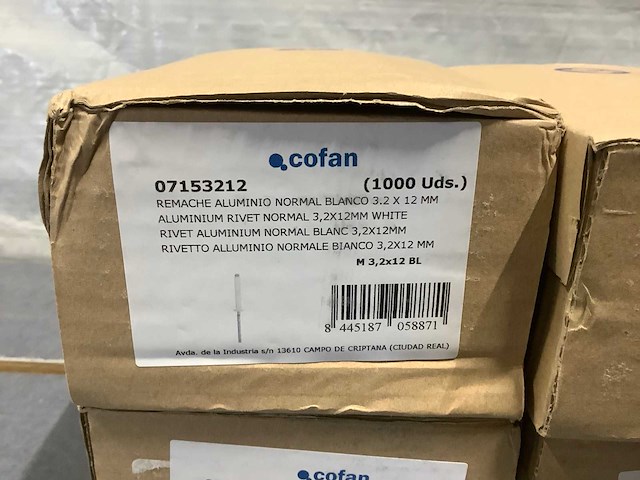 cofan
07153212 (1000 Uds.)
REMACHE ALUMINIO NORMAL BLANCO 3.2 X 12 MM
ALUMINIUM RIVET NORMAL 3,2X12MM WHITE
RIVET ALUMINIUM NORMAL BLANC 3,2X12MM
RIVETTO ALLUMINIO NORMALE BIANCO 3,2X12 MM
M 3,2x12 BL
8 445187 058871
Avda. de la Industria s/n 13610 CAMPO DE CRIPTANA (CIUDAD REAL)
cofan